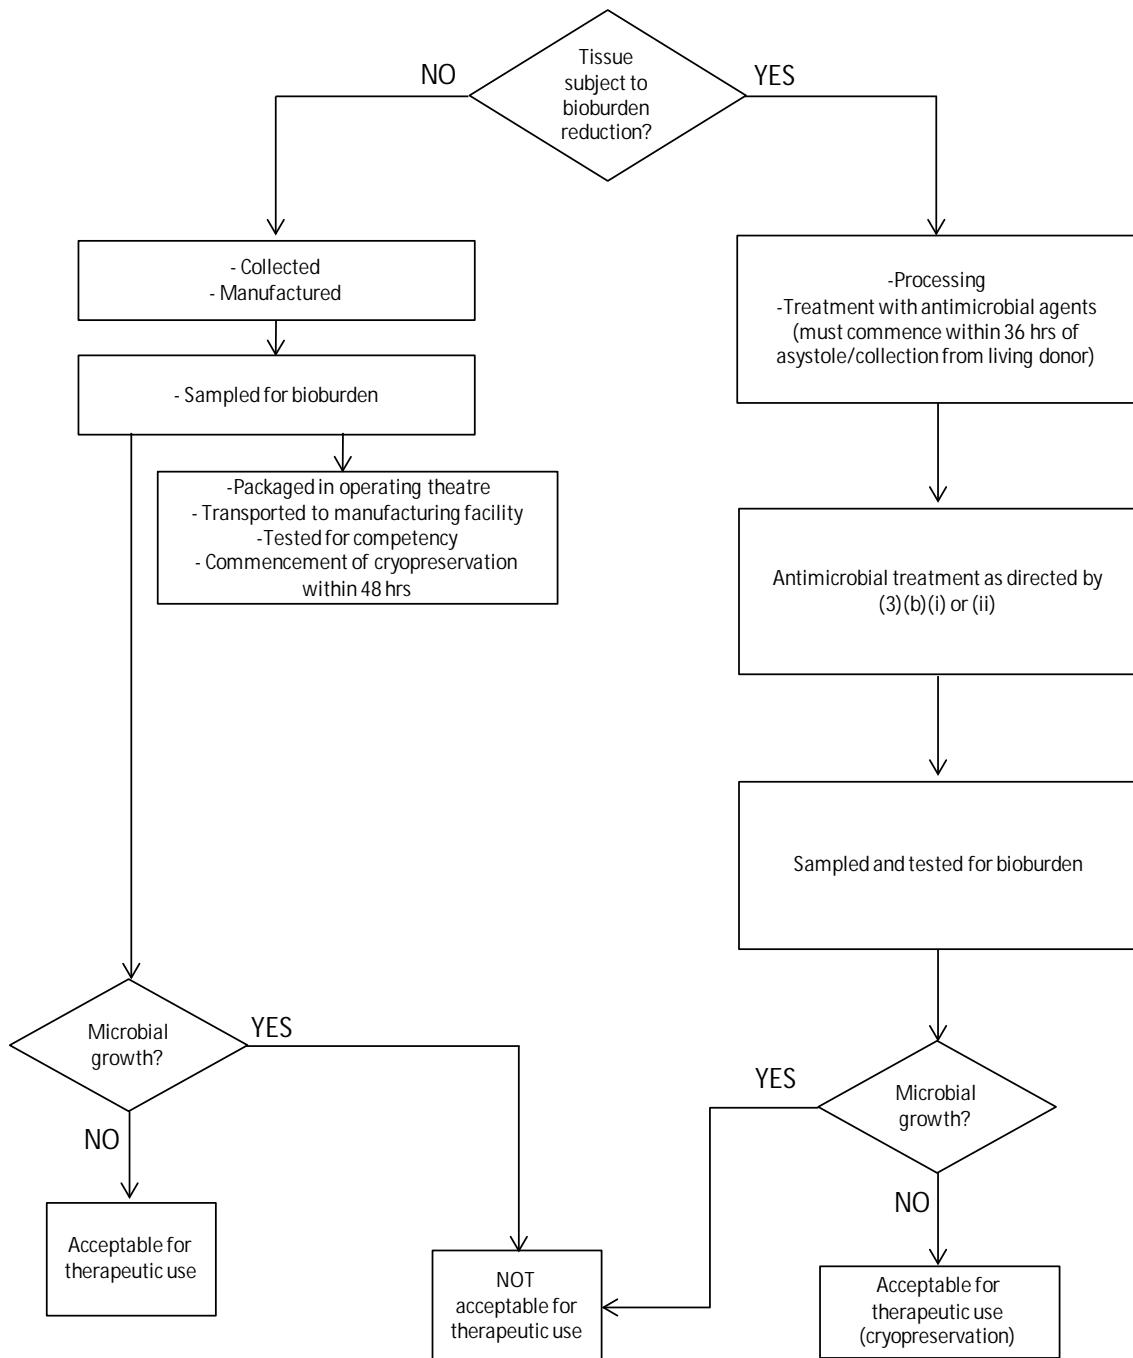 Tissue
subject to
bioburden
reduction?
NO
YES
- Collected
- Manufactured
-Processing
-Treatment with antimicrobial agents
(must commence within 36 hrs of
asystole/collection from living donor)
- Sampled for bioburden
-Packaged in operating theatre
- Transported to manufacturing facility
-Tested for competency
- Commencement of cryopreservation
within 48 hrs
Antimicrobial treatment as directed by
(3)(b)(i) or (ii)
Sampled and tested for bioburden
Microbial
growth?
YES
NO
YES
Microbial
growth?
NO
Acceptable for
therapeutic use
NOT
acceptable for
therapeutic use
Acceptable for
therapeutic use
(cryopreservation)